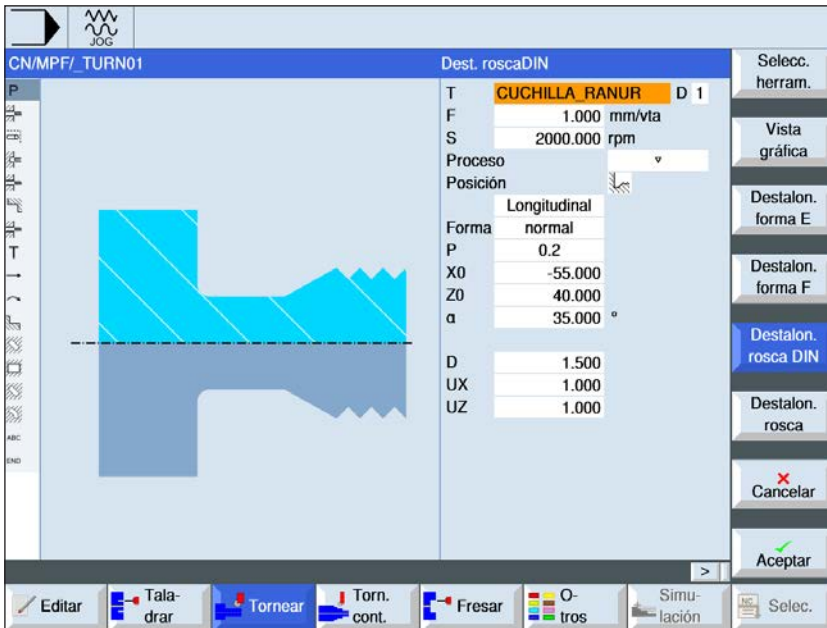 JOG
CN/MPF/_TURN01
Dest. roscaDIN
P
T
ABC
END
T CUCHILLA_RANUR D 1
F 1.000 mm/vta
S 2000.000 rpm
Proceso
Posición
Longitudinal
Forma normal
P 0.2
X0 -55.000
Z0 40.000
α 35.000 °
D 1.500
UX 1.000
UZ 1.000
Selecc.
herram.
Vista
gráfica
Destalon.
forma E
Destalon.
forma F
Destalon.
rosca DIN
Destalon.
rosca
Cancelar
Aceptar
>
Editar
Tala-
drar
Tornear
Torn.
cont.
Fresar
O-
tros
Simu-
lación
NC
Selec.